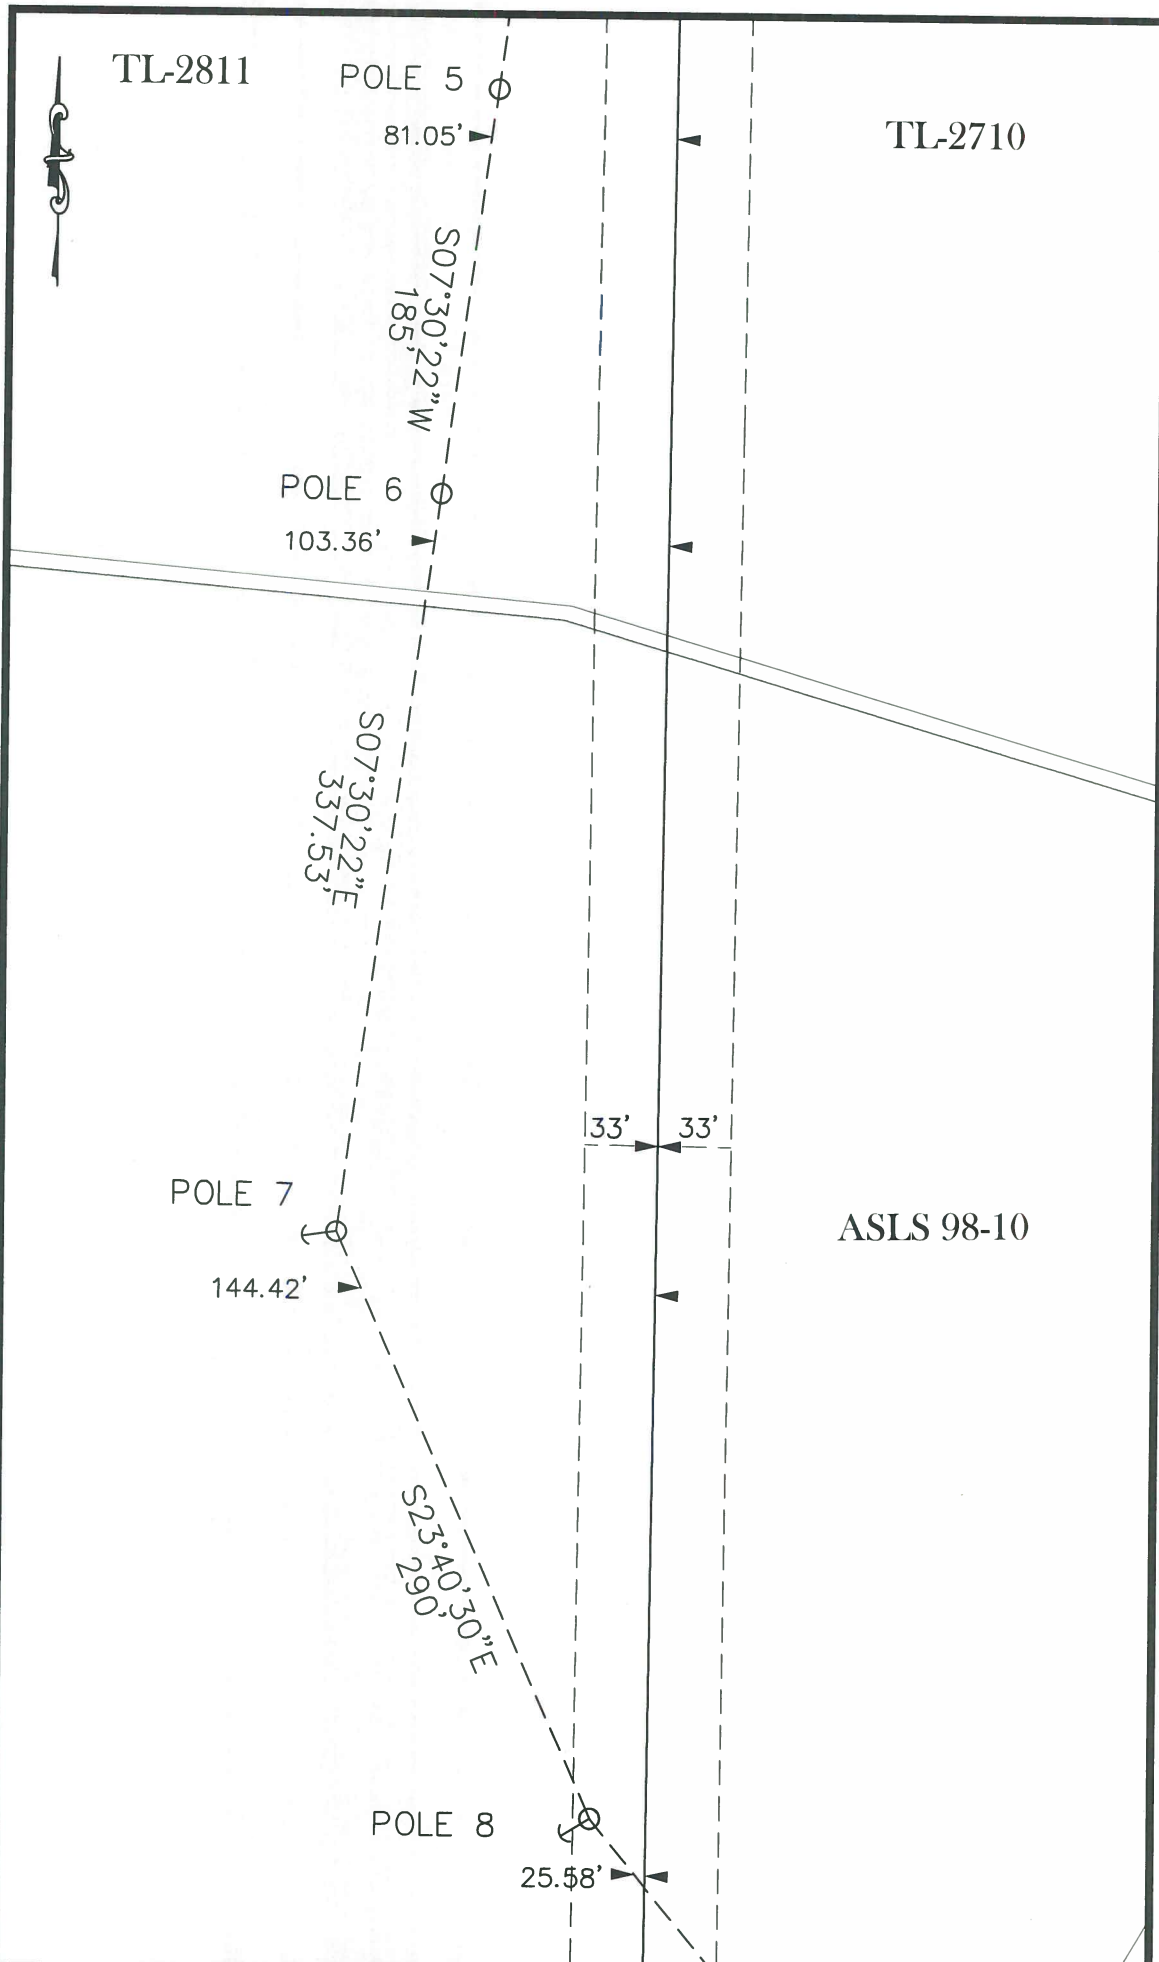 TL-2811
POLE 5
81.05'
TL-2710
S07°30'22"W
185'
POLE 6
103.36'
S07°30'22"E
337.53'
33' 33'
POLE 7
144.42'
ASLS 98-10
S23°40'30"E
290'
POLE 8
25.58'